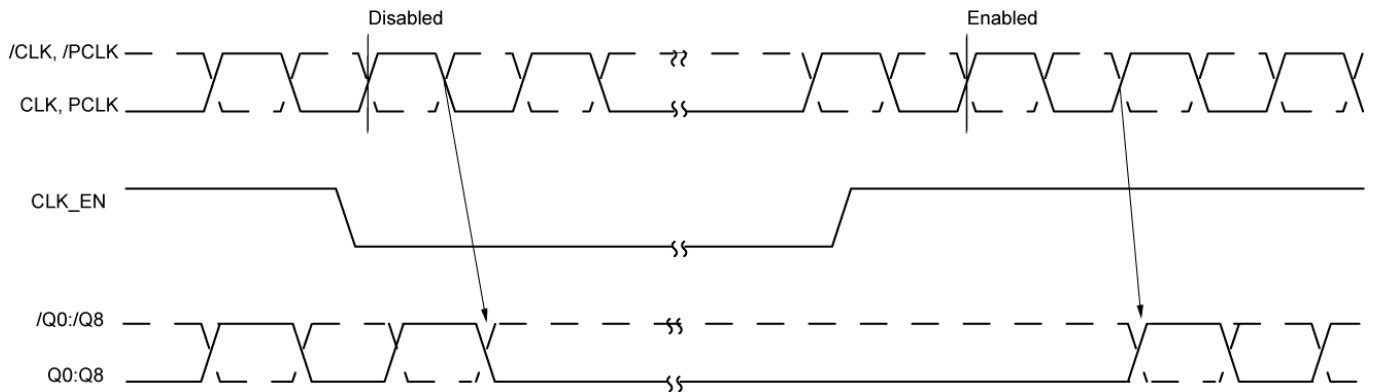 Disabled
Enabled
/CLK, /PCLK
CLK, PCLK
CLK_EN
/Q0:/Q8
Q0:Q8